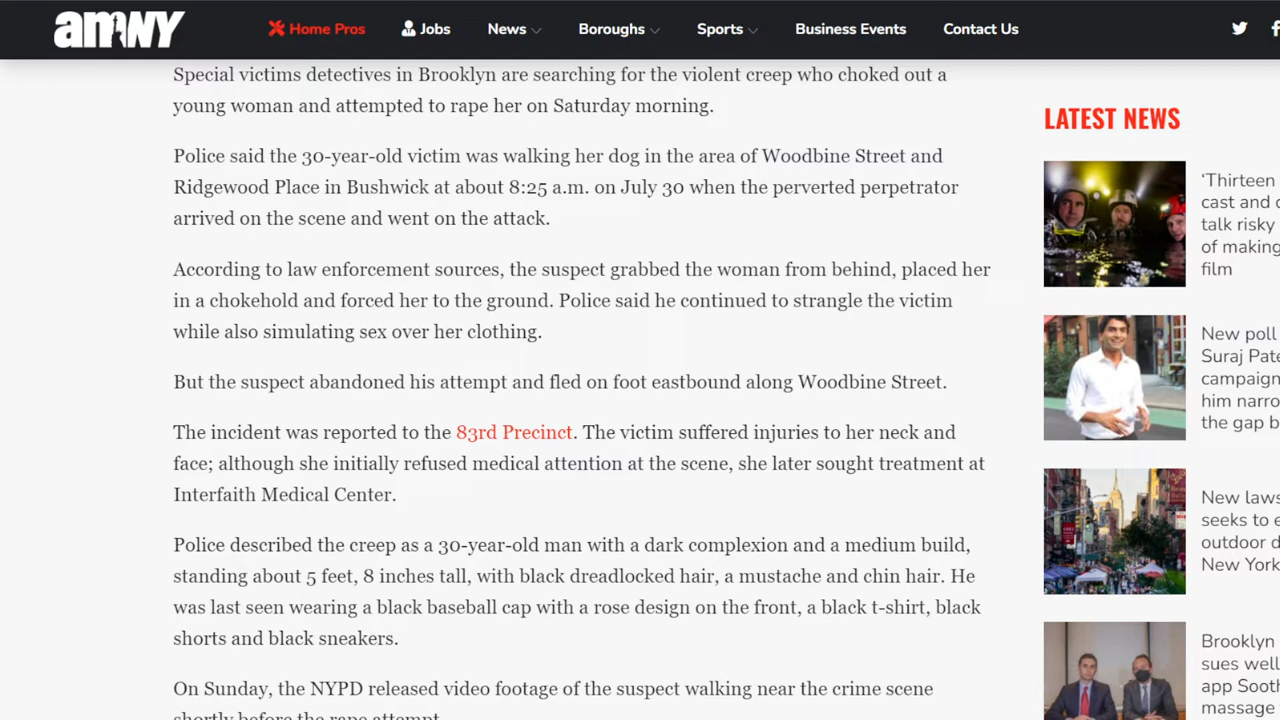 amNY
Home Pros
Jobs
News
Boroughs
Sports
Business Events
Contact Us
Special victims detectives in Brooklyn are searching for the violent creep who choked out a
young woman and attempted to rape her on Saturday morning.
Police said the 30-year-old victim was walking her dog in the area of Woodbine Street and
Ridgewood Place in Bushwick at about 8:25 a.m. on July 30 when the perverted perpetrator
arrived on the scene and went on the attack.
According to law enforcement sources, the suspect grabbed the woman from behind, placed her
in a chokehold and forced her to the ground. Police said he continued to strangle the victim
while also simulating sex over her clothing.
But the suspect abandoned his attempt and fled on foot eastbound along Woodbine Street.
The incident was reported to the 83rd Precinct. The victim suffered injuries to her neck and
face; although she initially refused medical attention at the scene, she later sought treatment at
Interfaith Medical Center.
Police described the creep as a 30-year-old man with a dark complexion and a medium build,
standing about 5 feet, 8 inches tall, with black dreadlocked hair, a mustache and chin hair. He
was last seen wearing a black baseball cap with a rose design on the front, a black t-shirt, black
shorts and black sneakers.
On Sunday, the NYPD released video footage of the suspect walking near the crime scene
shortly before the rape attempt.
LATEST NEWS
‘Thirteen
cast and
talk risky
of making
film
New poll
Suraj
campaign
him
the gap
New
seeks to
outdoor
New York
Brooklyn
sues
app
massage